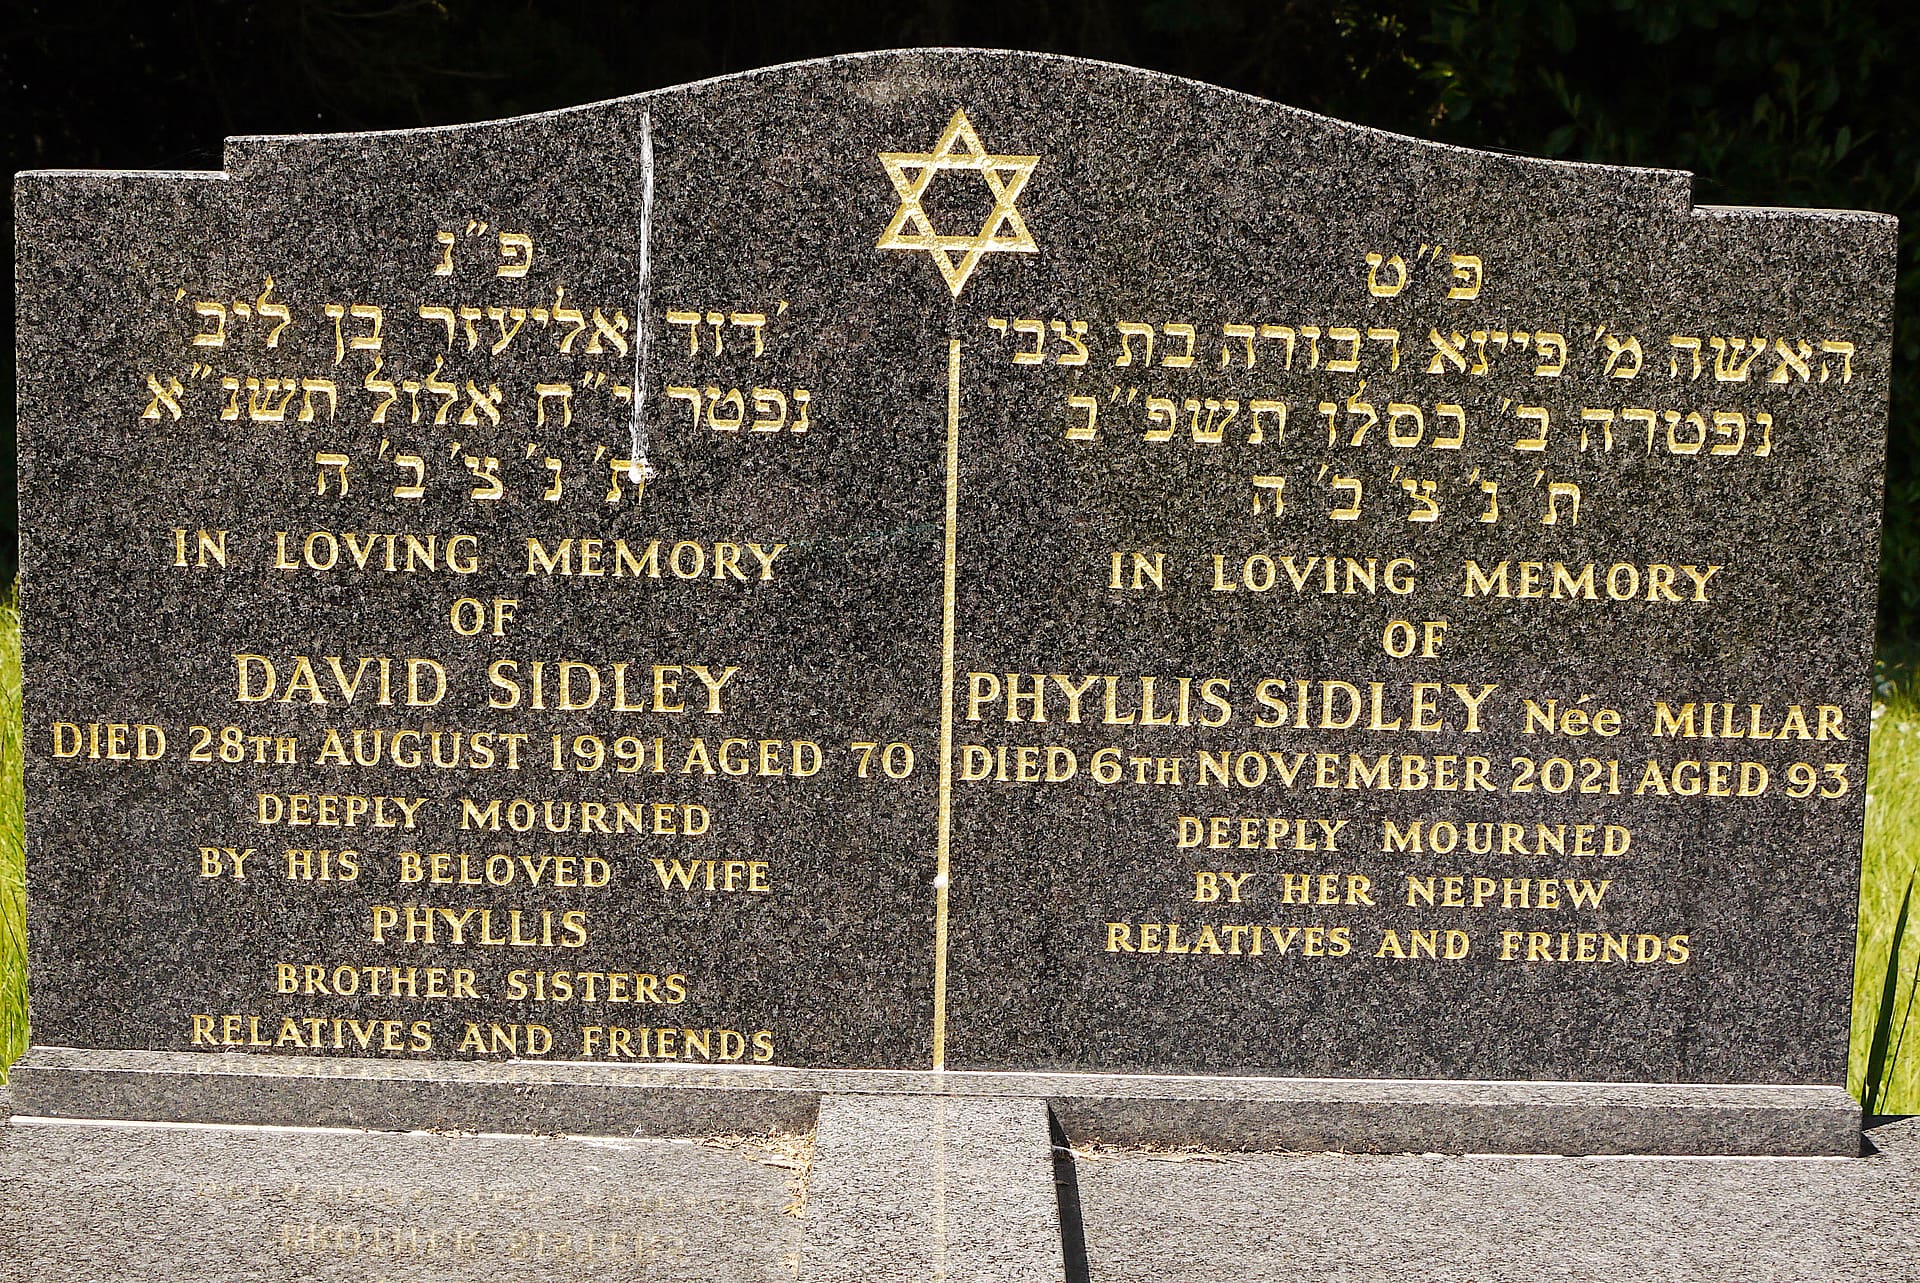 פ״נ
'דוד אליעזר בן ליב'
נפטר י״ח אלול תשנ״א
ת' נ' צ' ב' ה
IN LOVING MEMORY
OF
DAVID SIDLEY
DIED 28TH AUGUST 1991 AGED 70
DEEPLY MOURNED
BY HIS BELOVED WIFE
PHYLLIS
BROTHER SISTERS
RELATIVES AND FRIENDS
פ״ט
האשה מ' פיינא דבורה בת צבי
נפטרה ב' כסלו תשפ״ב
ת' נ' צ' ב' ה
IN LOVING MEMORY
OF
PHYLLIS SIDLEY Née MILLAR
DIED 6TH NOVEMBER 2021 AGED 93
DEEPLY MOURNED
BY HER NEPHEW
RELATIVES AND FRIENDS